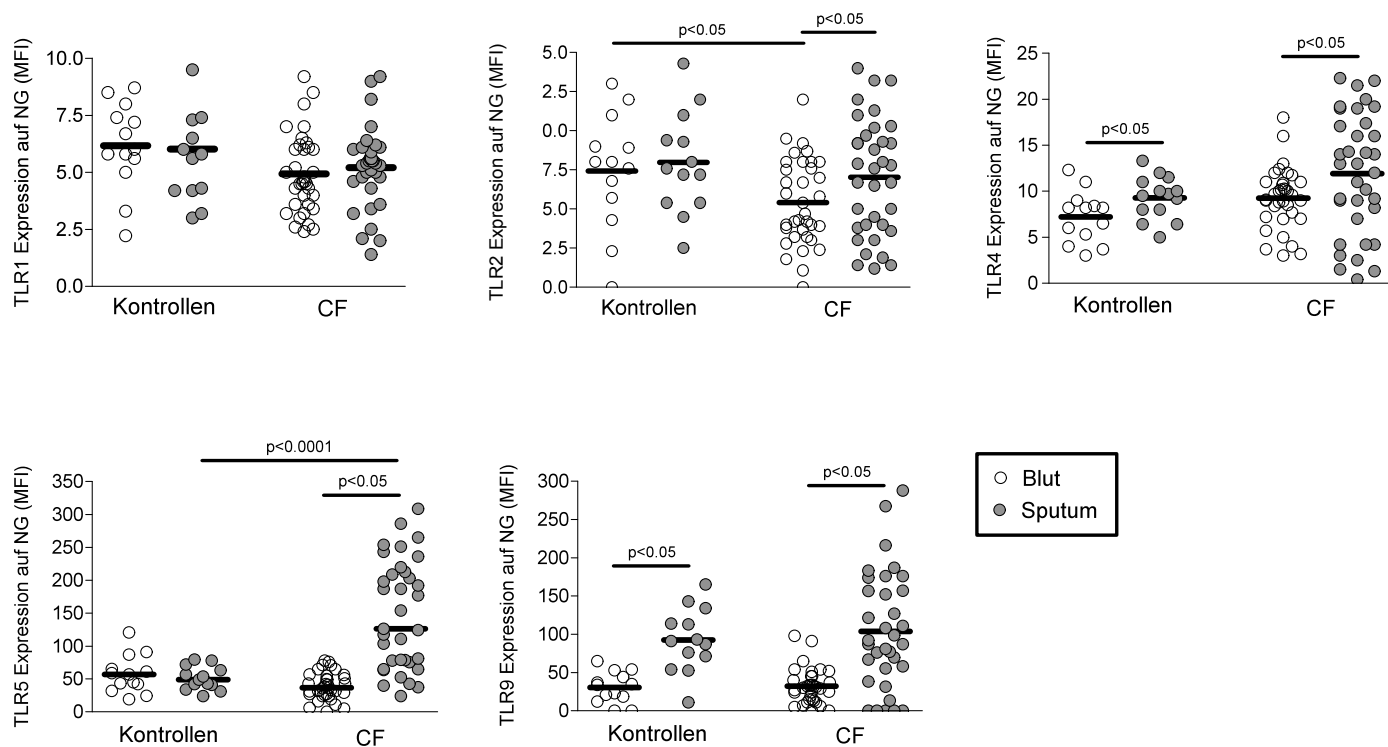 TLR1 Expression auf NG (MFI)
10.0
7.5
5.0
2.5
0.0
Kontrollen
CF
TLR2 Expression auf NG (MFI)
p<0.05
p<0.05
5.0
2.5
0.0
7.5
5.0
2.5
0.0
Kontrollen
CF
TLR4 Expression auf NG (MFI)
p<0.05
p<0.05
25
20
15
10
5
0
Kontrollen
CF
TLR5 Expression auf NG (MFI)
p<0.0001
p<0.05
350
300
250
200
150
100
50
0
Kontrollen
CF
TLR9 Expression auf NG (MFI)
p<0.05
p<0.05
300
250
200
150
100
50
0
Kontrollen
CF
Blut
Sputum